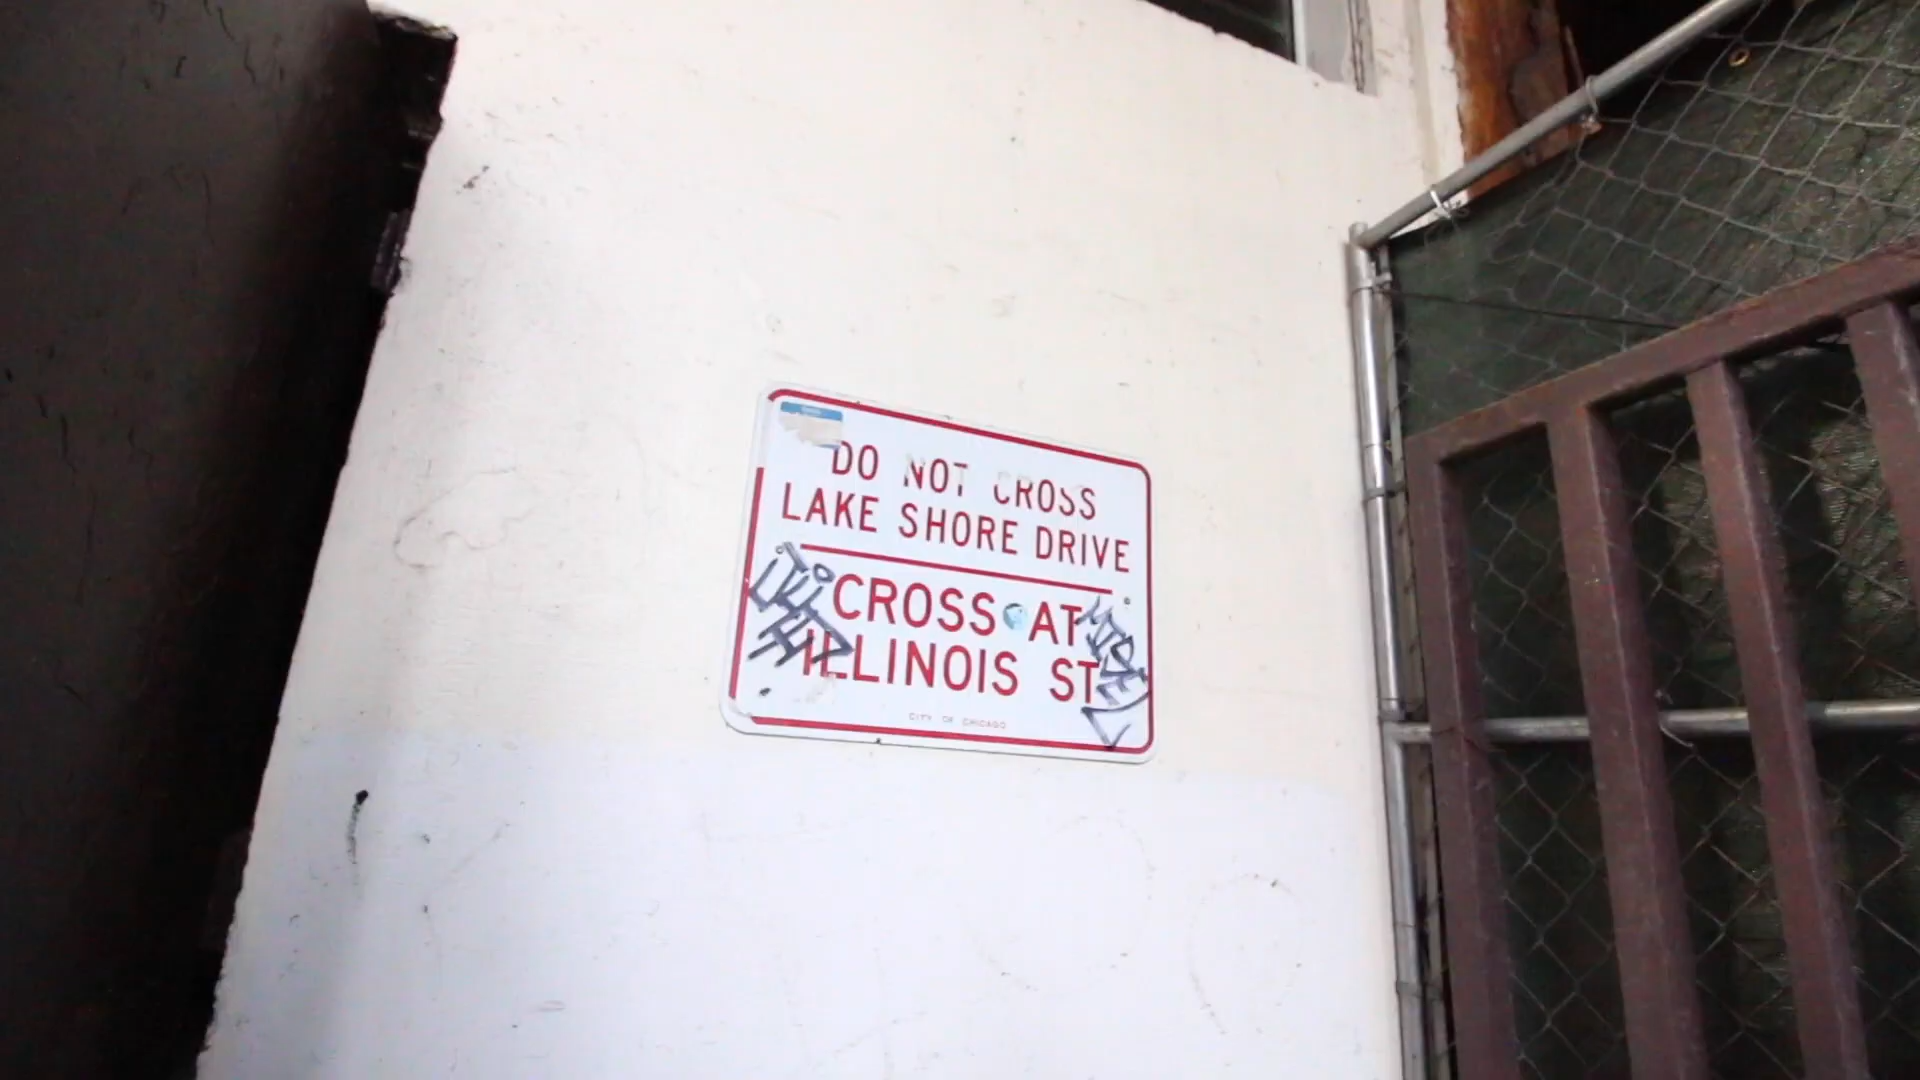 DO NOT CROSS
LAKE SHORE DRIVE
CROSS AT
ILLINOIS ST
CITY OF CHICAGO